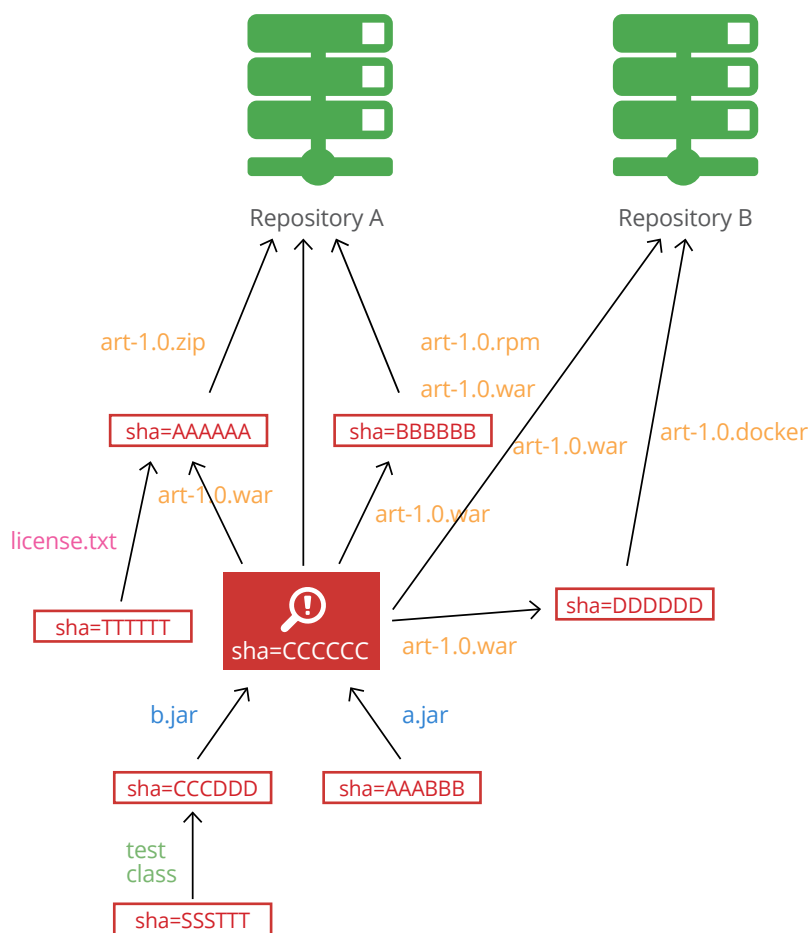 Repository A
Repository B
art-1.0.zip
art-1.0.rpm
art-1.0.war
sha=AAAAAA
sha=BBBBBB
art-1.0.war
art-1.0.docker
art-1.0.war
art-1.0.war
license.txt
sha=TTTTTT
sha=CCCCCC
art-1.0.war
sha=DDDDDD
b.jar
a.jar
sha=CCCDDD
sha=AAABBB
test
class
sha=SSSTTT